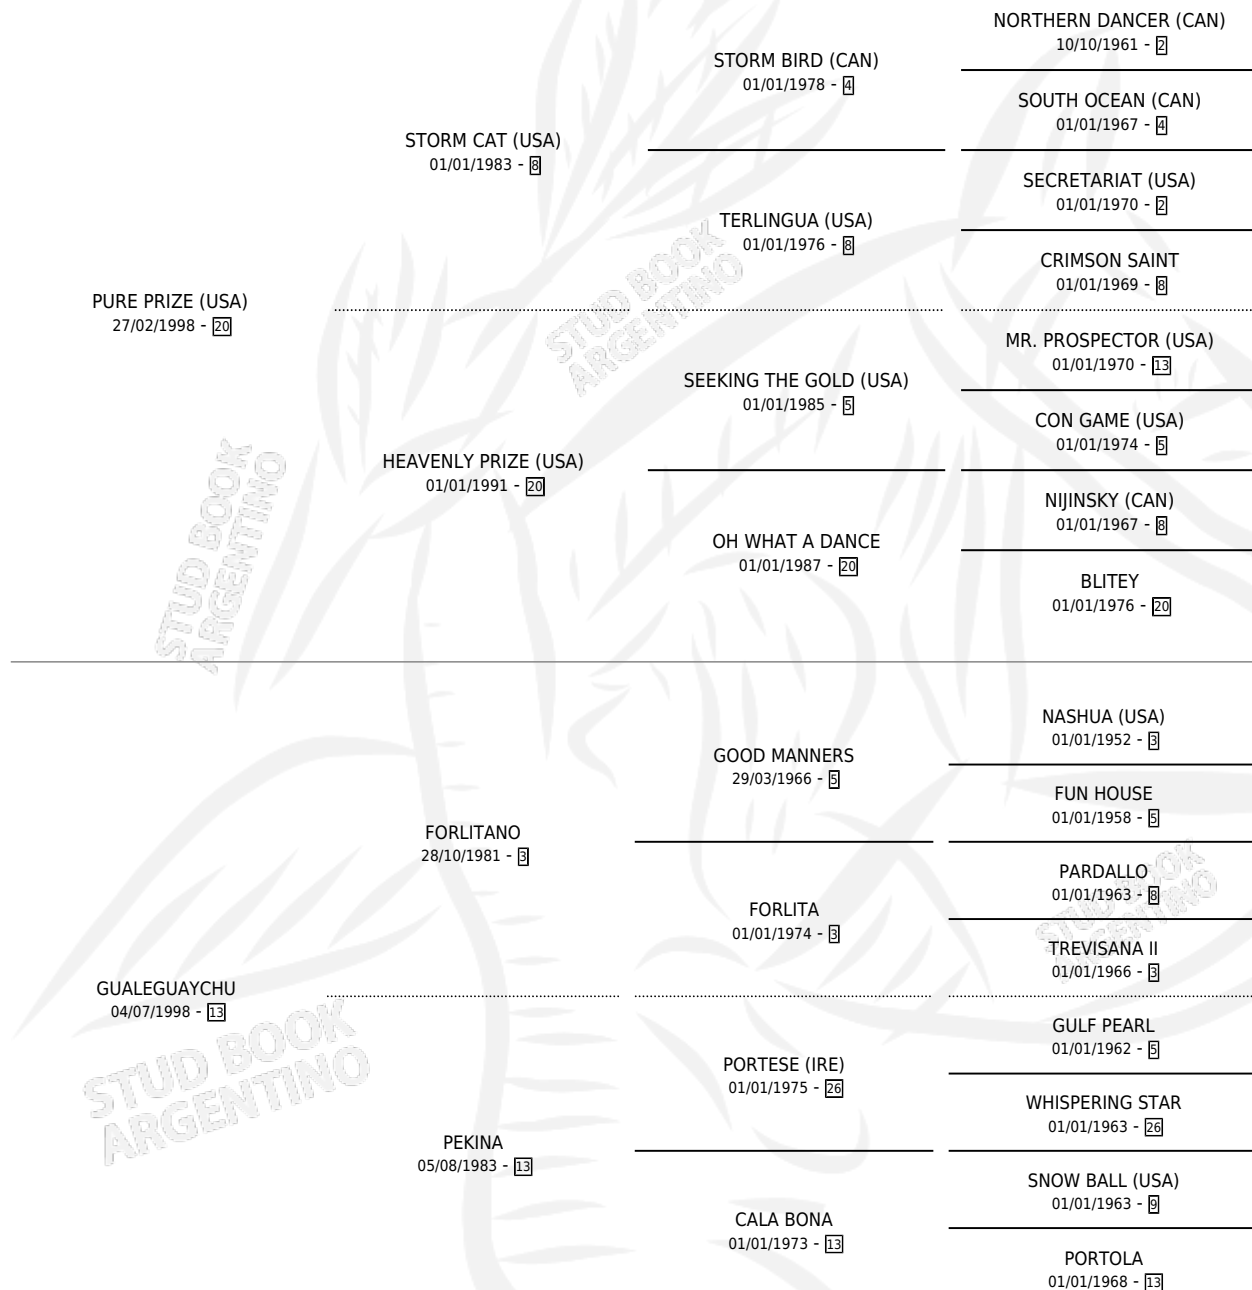 NORTHERN DANCER (CAN)
10/10/1961 - 2
STORM BIRD (CAN)
01/01/1978 - 4
SOUTH OCEAN (CAN)
01/01/1967 - 4
STORM CAT (USA)
01/01/1983 - 8
SECRETARIAT (USA)
01/01/1970 - 2
TERLINGUA (USA)
01/01/1976 - 8
CRIMSON SAINT
01/01/1969 - 8
PURE PRIZE (USA)
27/02/1998 - 20
MR. PROSPECTOR (USA)
01/01/1970 - 13
SEEKING THE GOLD (USA)
01/01/1985 - 5
CON GAME (USA)
01/01/1974 - 5
HEAVENLY PRIZE (USA)
01/01/1991 - 20
NIJINSKY (CAN)
01/01/1967 - 8
OH WHAT A DANCE
01/01/1987 - 20
BLITEY
01/01/1976 - 20
NASHUA (USA)
01/01/1952 - 3
GOOD MANNERS
29/03/1966 - 5
FUN HOUSE
01/01/1958 - 5
FORLITANO
28/10/1981 - 3
PARDALLO
01/01/1963 - 8
FORLITA
01/01/1974 - 3
TREVISANA II
01/01/1966 - 3
GUALEGUAYCHU
04/07/1998 - 13
GULF PEARL
01/01/1962 - 5
PORTESE (IRE)
01/01/1975 - 26
WHISPERING STAR
01/01/1963 - 26
PEKINA
05/08/1983 - 13
SNOW BALL (USA)
01/01/1963 - 9
CALA BONA
01/01/1973 - 13
PORTOLA
01/01/1968 - 13
STUD BOOK
ARGENTINO
STUD BOOK
ARGENTINO
STUD BOOK
ARGENTINO
STUD BOOK
ARGENTINO